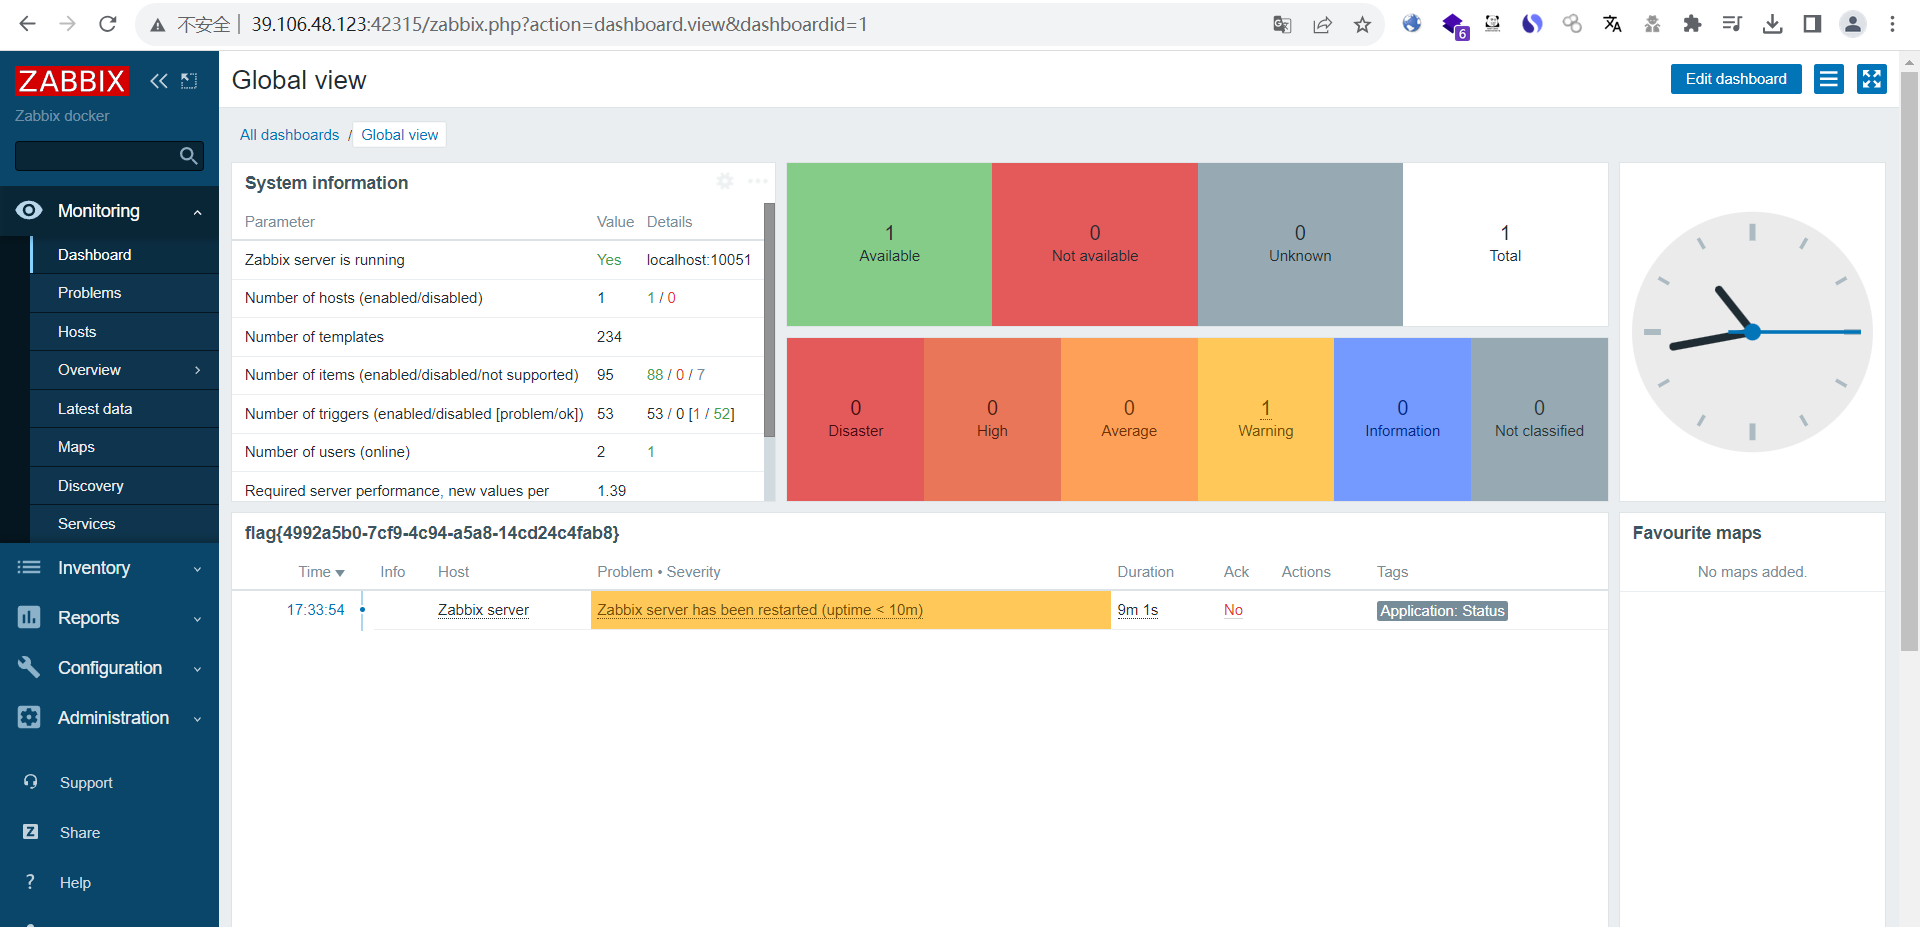 不安全 | 39.106.48.123:42315/zabbix.php?action=dashboard.view&dashboardid=1
6
ZABBIX
Zabbix docker
Monitoring
Dashboard
Problems
Hosts
Overview
Latest data
Maps
Discovery
Services
Inventory
Reports
Configuration
Administration
Support
Z Share
? Help
Global view
Edit dashboard
All dashboards / Global view
System information
Parameter Value Details
Zabbix server is running Yes localhost:10051
Number of hosts (enabled/disabled) 1 1 / 0
Number of templates 234
Number of items (enabled/disabled/not supported) 95 88 / 0 / 7
Number of triggers (enabled/disabled [problem/ok]) 53 53 / 0 [1 / 52]
Number of users (online) 2 1
Required server performance, new values per 1.39
1
Available
0
Not available
0
Unknown
1
Total
0
Disaster
0
High
0
Average
1
Warning
0
Information
0
Not classified
flag{4992a5b0-7cf9-4c94-a5a8-14cd24c4fab8}
Time Info Host Problem • Severity Duration Ack Actions Tags
17:33:54 Zabbix server Zabbix server has been restarted (uptime < 10m) 9m 1s No Application: Status
Favourite maps
No maps added.